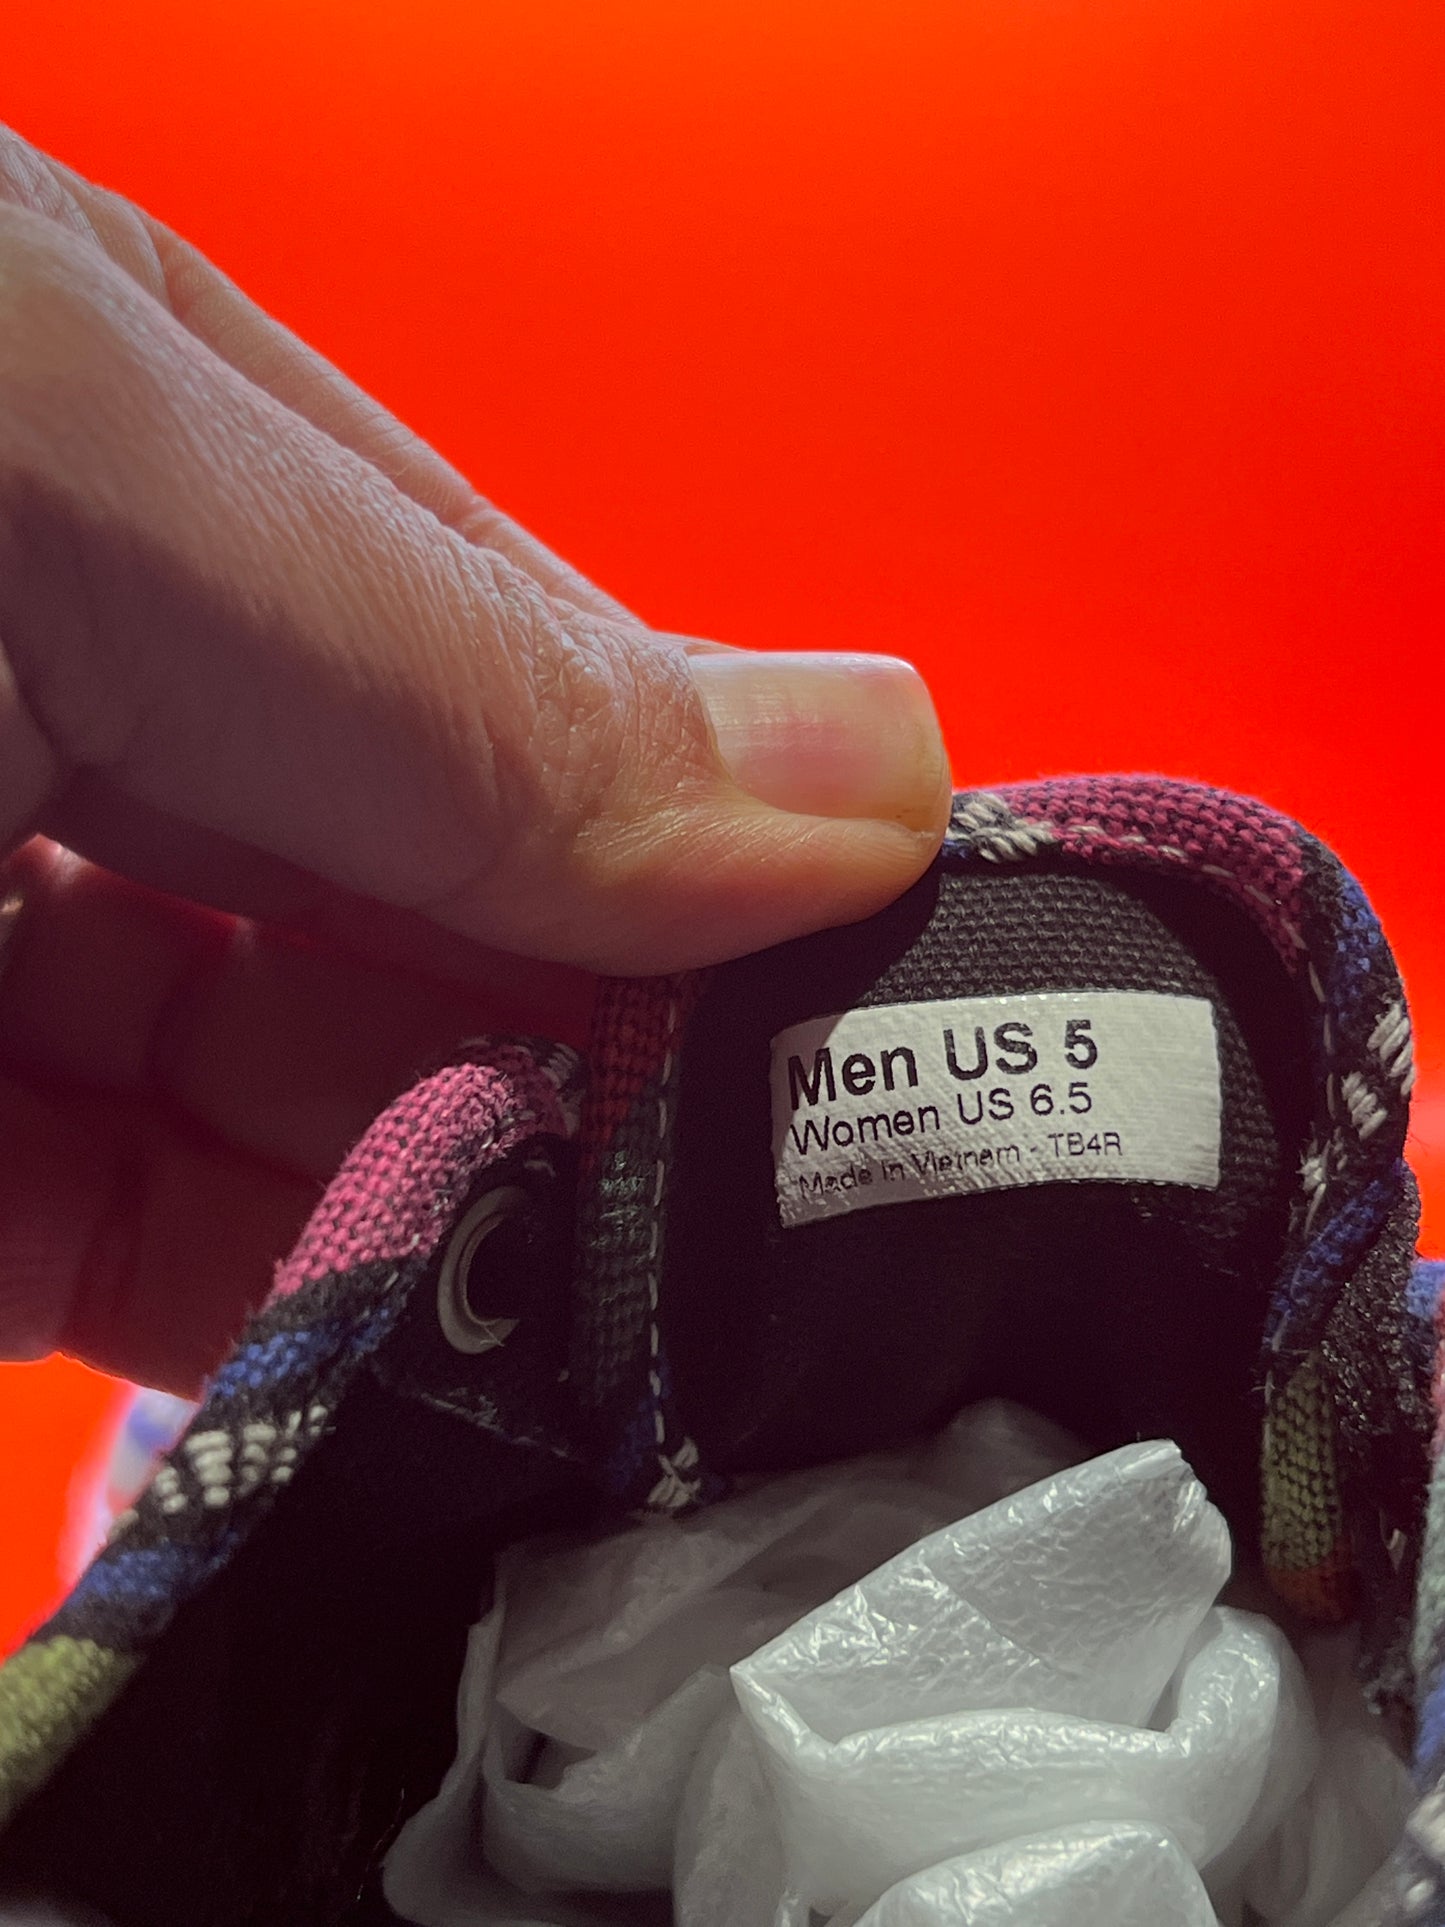 Men US 5
Women US 6.5
Made in Vietnam - TB4R